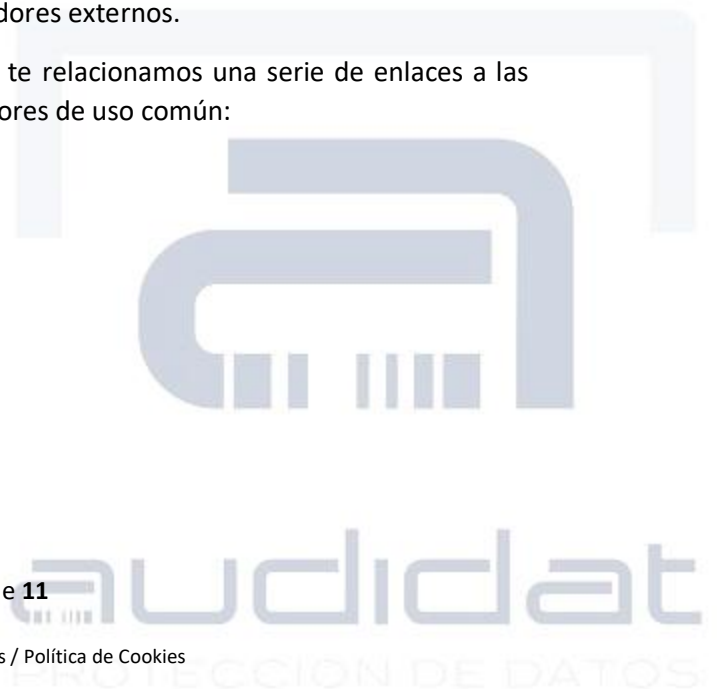 dores externos.
te relacionamos una serie de enlaces a las
ores de uso común:
e 11
audidat
s / Política de Cookies
PROTECCIÓN DE DATOS